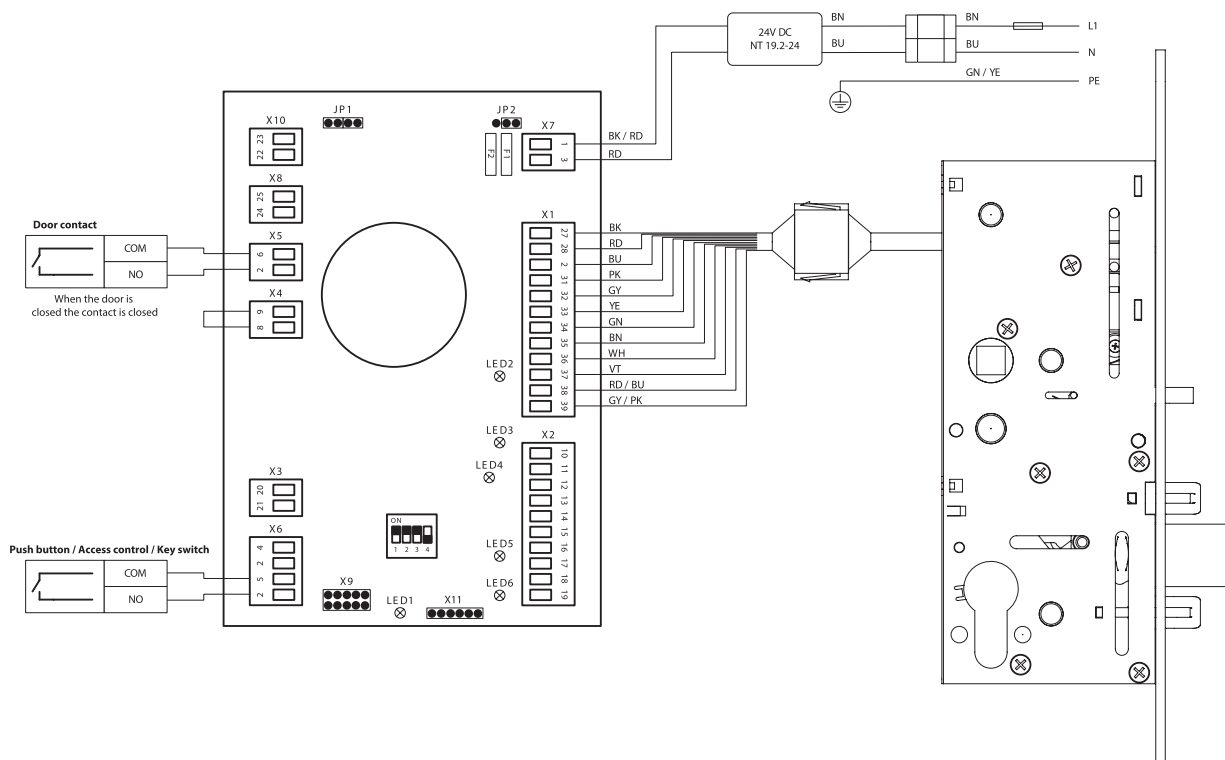 BN
BN
L1
24V DC
NT 19.2-24
BU
BU
N
GN / YE
PE
JP1
JP2
X10
X7
23
22
F2
F1
1
3
BK / RD
RD
X8
25
24
Door contact
COM
NO
When the door is
closed the contact is closed
X5
6
2
X4
9
8
X1
27
28
2
31
32
33
34
35
36
37
38
39
BK
RD
BU
PK
GY
YE
GN
BN
WH
VT
RD / BU
GY / PK
LED2
LED3
LED4
X2
10
11
12
13
14
15
16
17
18
19
X3
20
21
ON
1 2 3 4
X6
4
2
5
2
Push button / Access control / Key switch
COM
NO
LED5
LED6
X9
LED1
X11